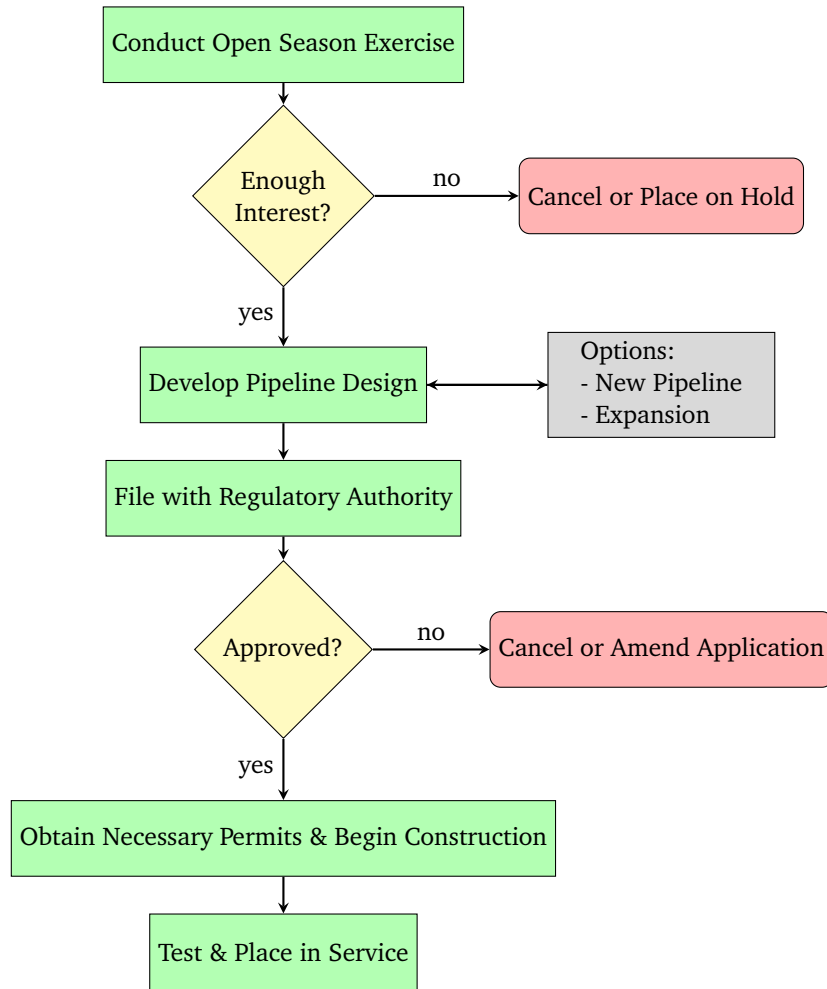 Conduct Open Season Exercise
Enough
Interest?
no
Cancel or Place on Hold
yes
Develop Pipeline Design
Options:
- New Pipeline
- Expansion
File with Regulatory Authority
Approved?
no
Cancel or Amend Application
yes
Obtain Necessary Permits & Begin Construction
Test & Place in Service